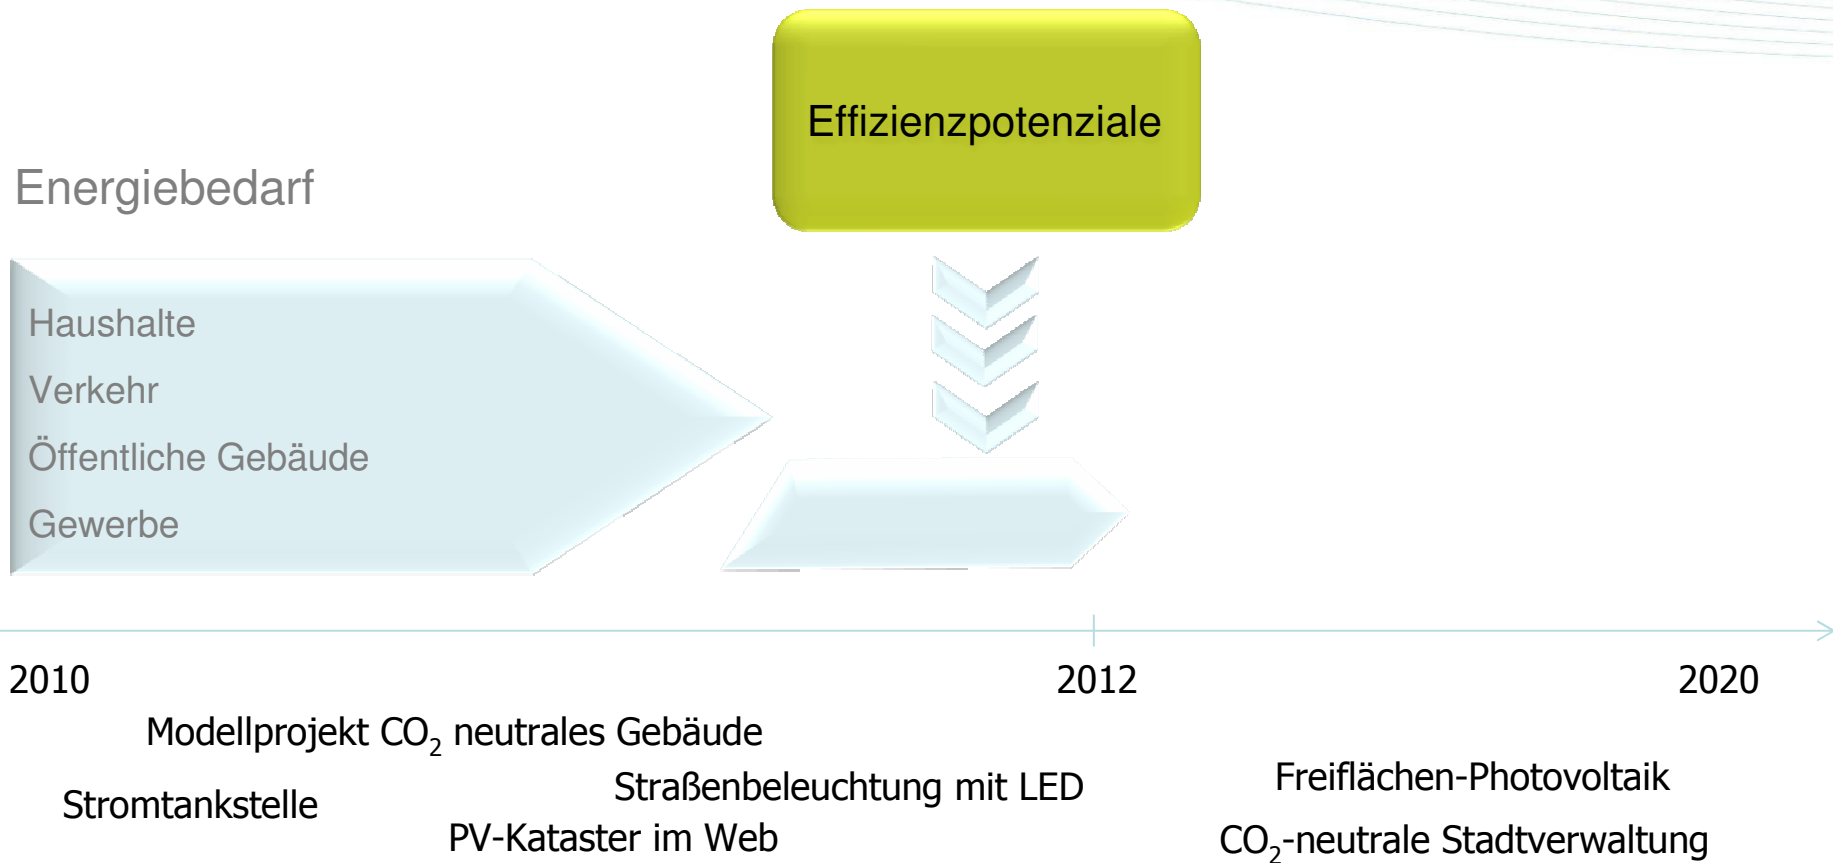 Effizienzpotenziale
Energiebedarf
Haushalte
Verkehr
Öffentliche Gebäude
Gewerbe
2010
2012
2020
Modellprojekt CO₂ neutrales Gebäude
Straßenbeleuchtung mit LED
Freiflächen-Photovoltaik
Stromtankstelle
PV-Kataster im Web
CO₂-neutrale Stadtverwaltung